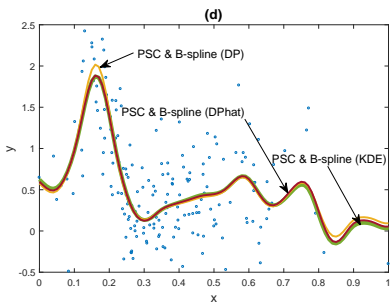 (d)
2.5
PSC & B-spline (DP)
2
1.5
PSC & B-spline (DPhat)
1
y
PSC & B-spline (KDE)
0.5
0
-0.5
0 0.1 0.2 0.3 0.4 0.5 0.6 0.7 0.8 0.9
x